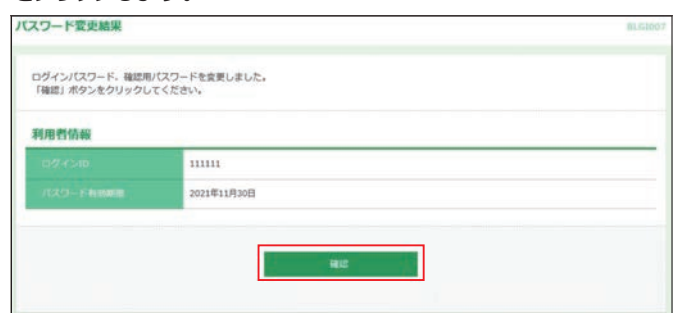 パスワード変更結果
BLGI007
ログインパスワード、確認用パスワードを変更しました。
「確認」ボタンをクリックしてください。
利用者情報
ログインID
111111
パスワード有効期限
2021年11月30日
確認